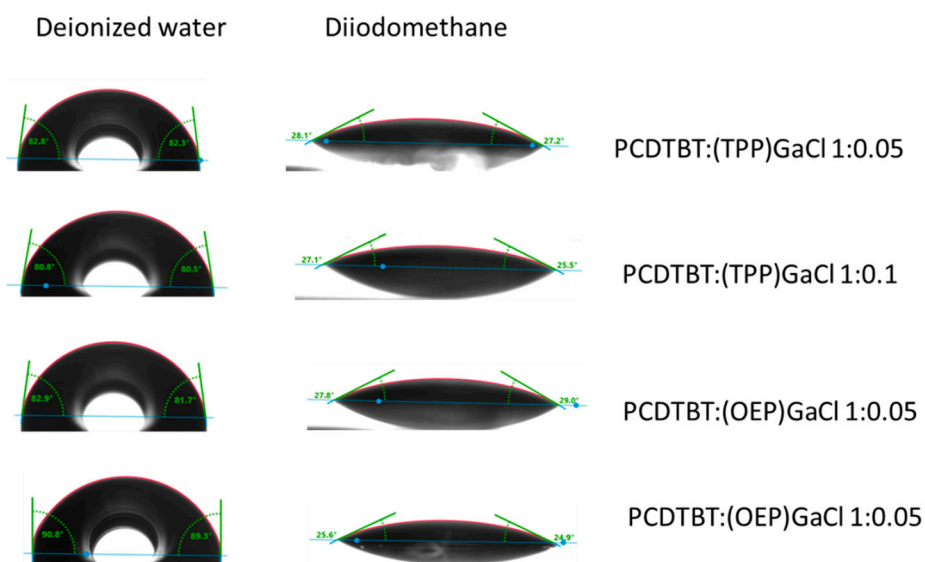 Deionized water Diiodomethane
82.8° 82.3° 28.1° 27.2° PCDTBT:(TPP)GaCl 1:0.05
80.8° 80.5° 27.1° 25.5° PCDTBT:(TPP)GaCl 1:0.1
82.9° 81.7° 27.8° 29.0° PCDTBT:(OEP)GaCl 1:0.05
90.8° 89.3° 25.6° 24.9° PCDTBT:(OEP)GaCl 1:0.05